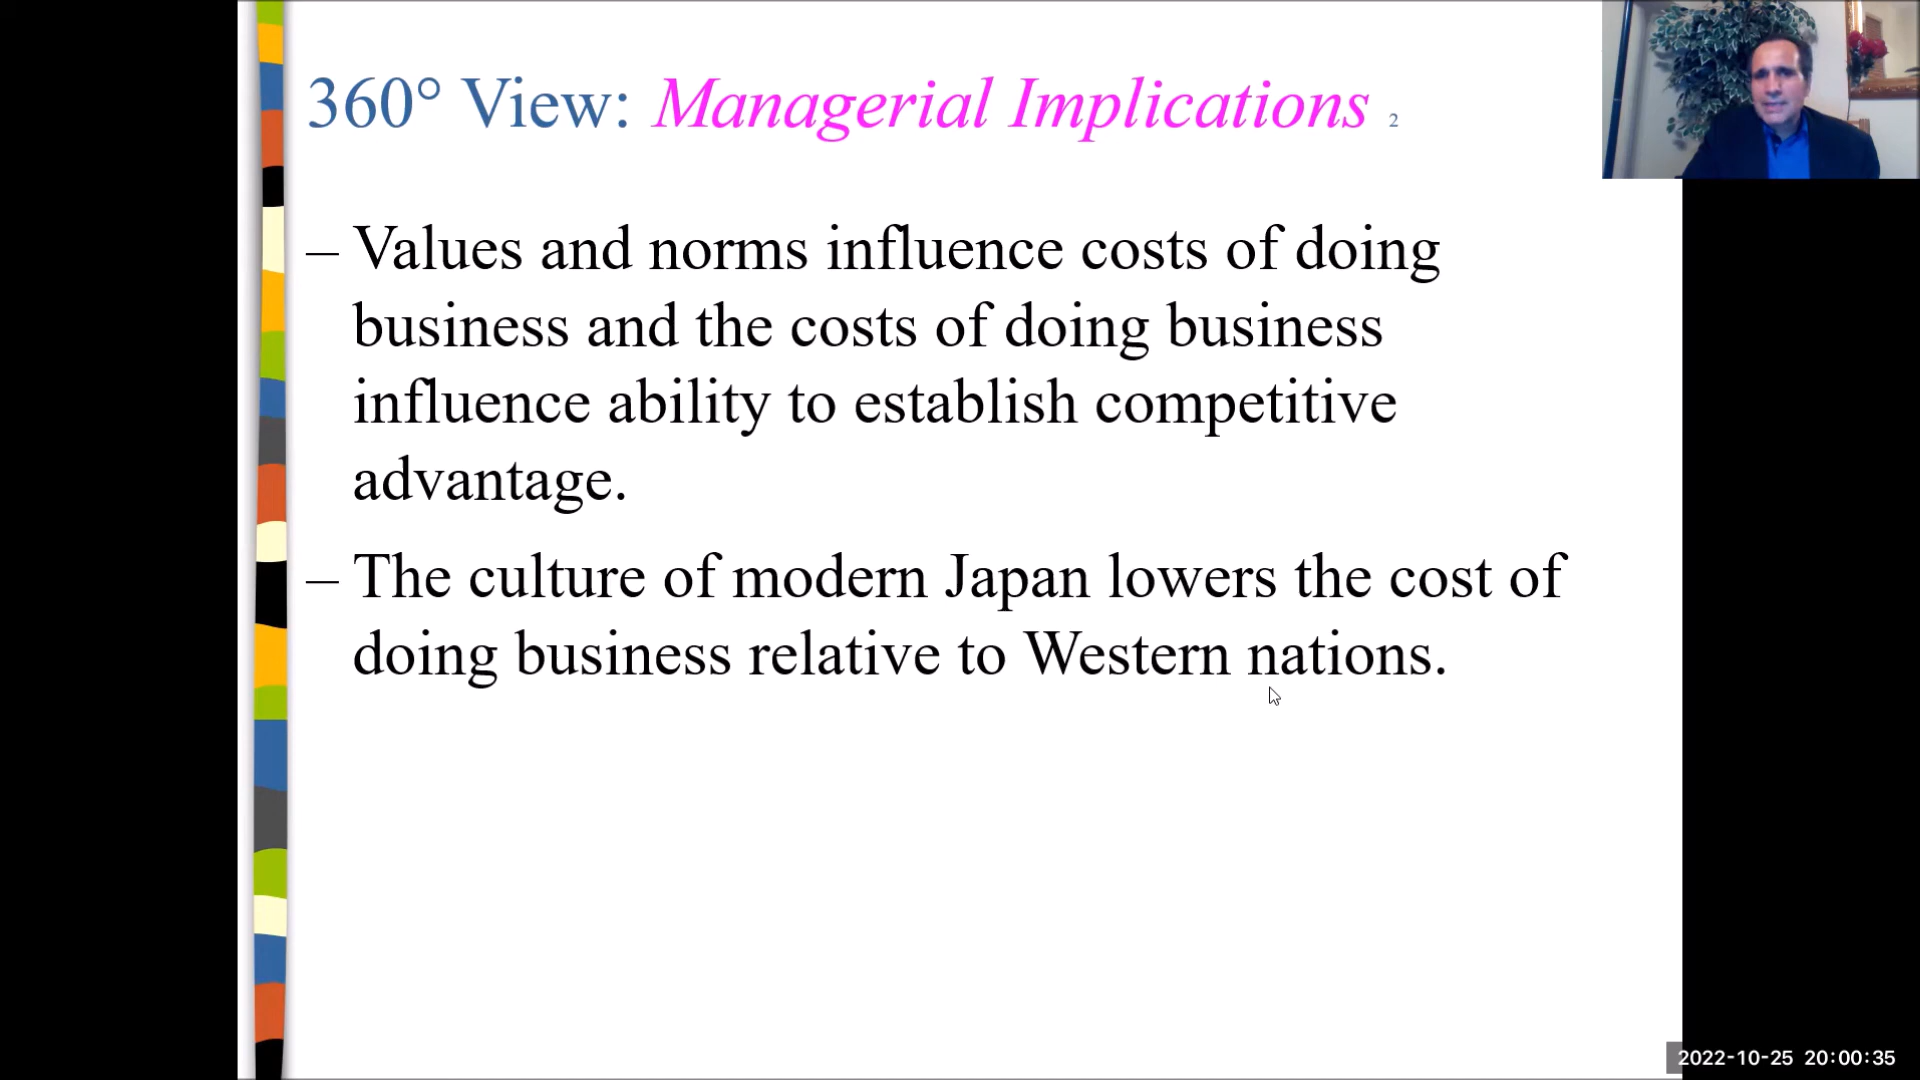 360° View: Managerial Implications 2
– Values and norms influence costs of doing
business and the costs of doing business
influence ability to establish competitive
advantage.
– The culture of modern Japan lowers the cost of
doing business relative to Western nations.
2022-10-25 20:00:35